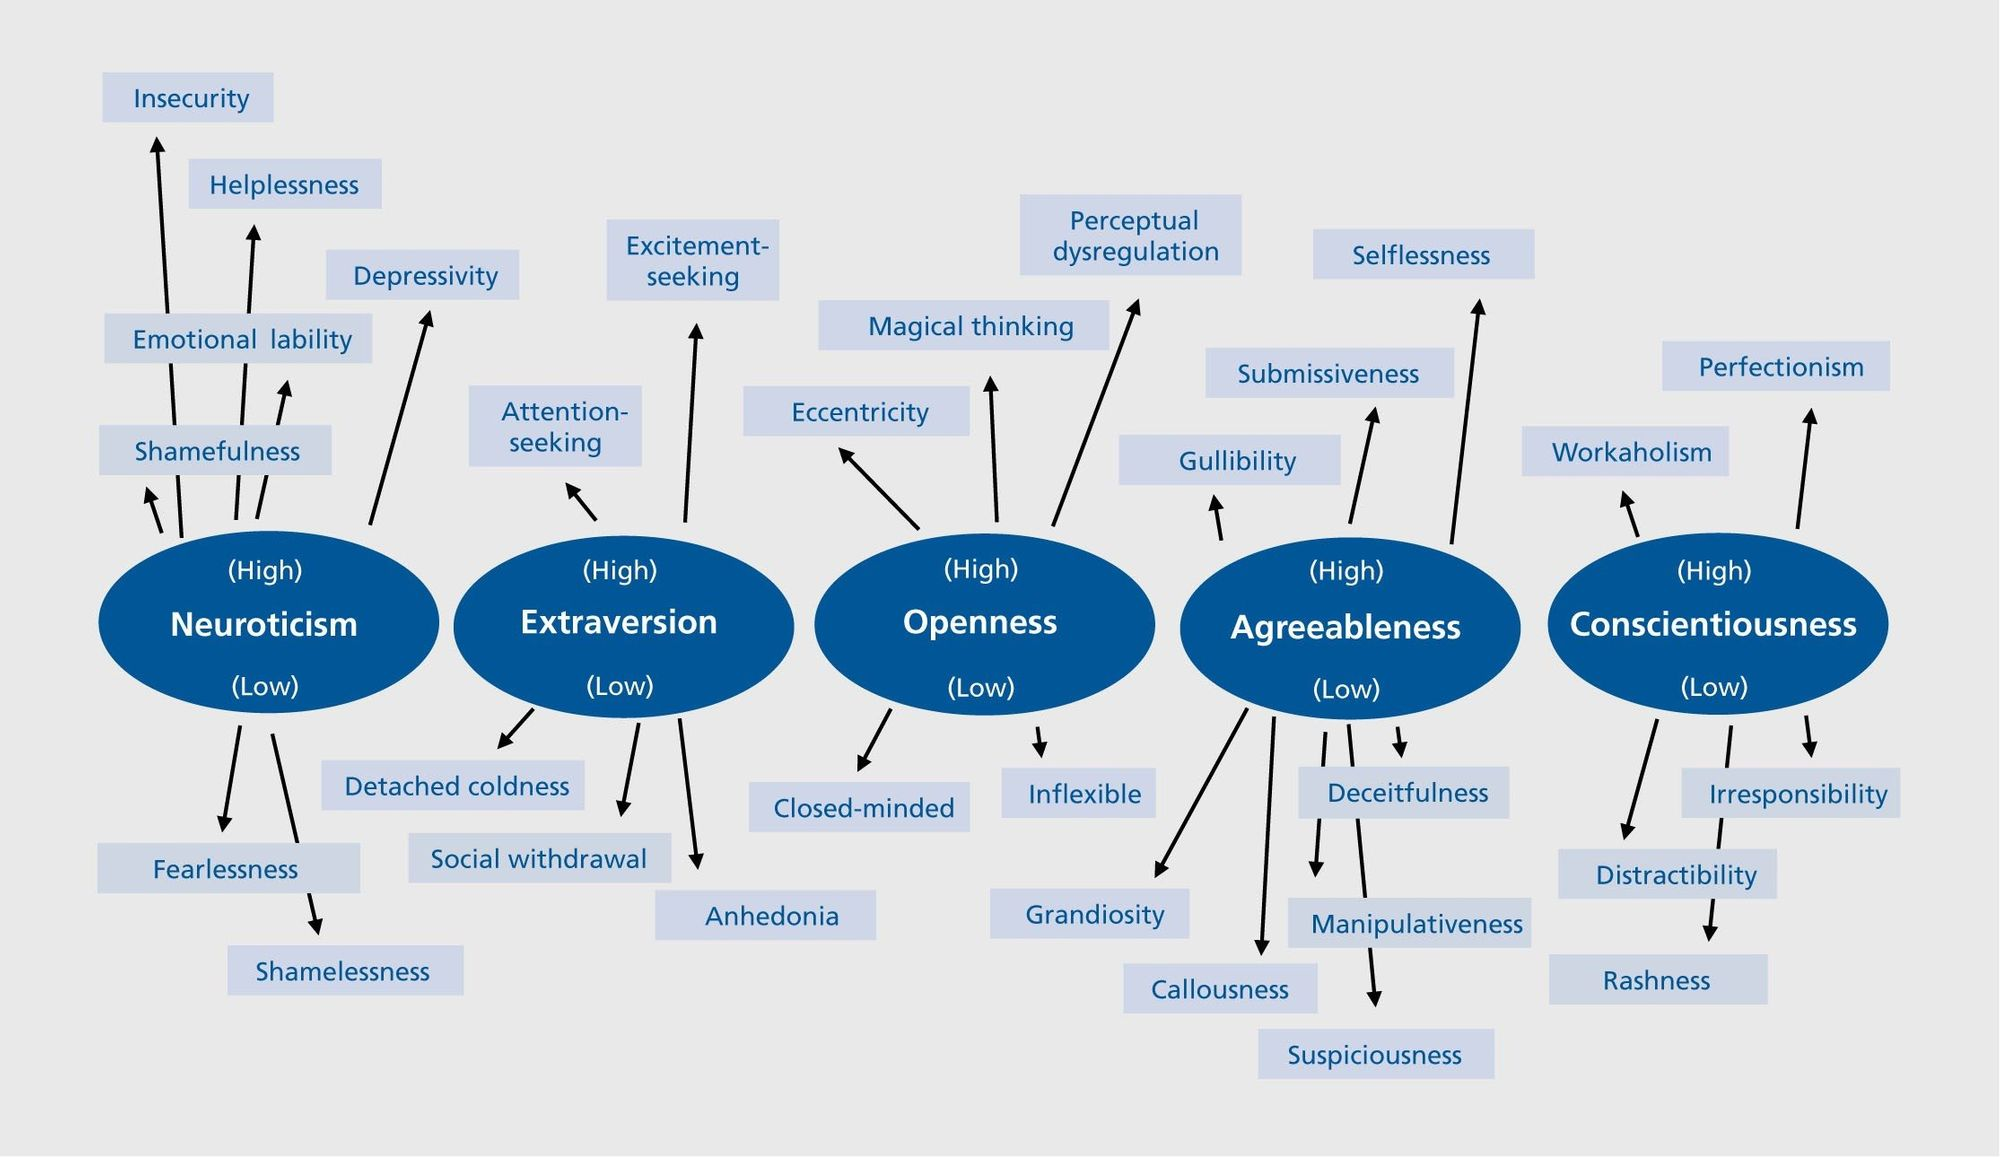 Insecurity
Helplessness
Depressivity
Emotional lability
Shamefulness
Attention-
seeking
Excitement-
seeking
Eccentricity
Magical thinking
Perceptual
dysregulation
Gullibility
Submissiveness
Selflessness
Workaholism
Perfectionism
(High)
Neuroticism
(Low)
(High)
Extraversion
(Low)
(High)
Openness
(Low)
(High)
Agreeableness
(Low)
(High)
Conscientiousness
(Low)
Fearlessness
Shamelessness
Detached coldness
Social withdrawal
Anhedonia
Closed-minded
Inflexible
Grandiosity
Callousness
Deceitfulness
Manipulativeness
Suspiciousness
Irresponsibility
Distractibility
Rashness